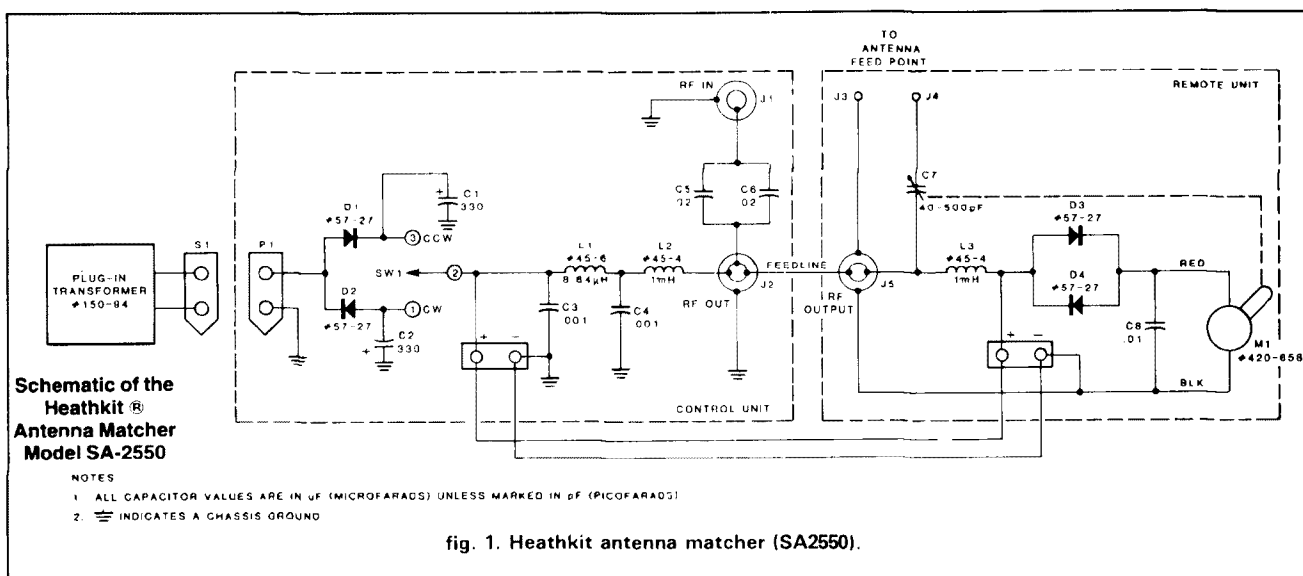 TO
ANTENNA
FEED POINT
RF IN
J1
J3
J4
REMOTE UNIT
C5
.02
C6
.02
C7
40-500pF
C1
330
D1
#57-27
③ CCW
D3
#57-27
S1
P1
PLUG-IN
TRANSFORMER
#150-94
SW1
②
L1
#45-6
8.64μH
L2
#45-4
1mH
FEEDLINE
J2
RF OUT
J5
RF
OUTPUT
L3
#45-4
1mH
D4
#57-27
RED
D2
#57-27
① CW
C2
330
C3
.001
C4
.001
C8
.01
M1
#420-658
+ -
+ -
BLK
CONTROL UNIT
Schematic of the
Heathkit ®
Antenna Matcher
Model SA-2550
NOTES
1. ALL CAPACITOR VALUES ARE IN uF (MICROFARADS) UNLESS MARKED IN pF (PICOFARADS)
2. INDICATES A CHASSIS GROUND
fig. 1. Heathkit antenna matcher (SA2550).